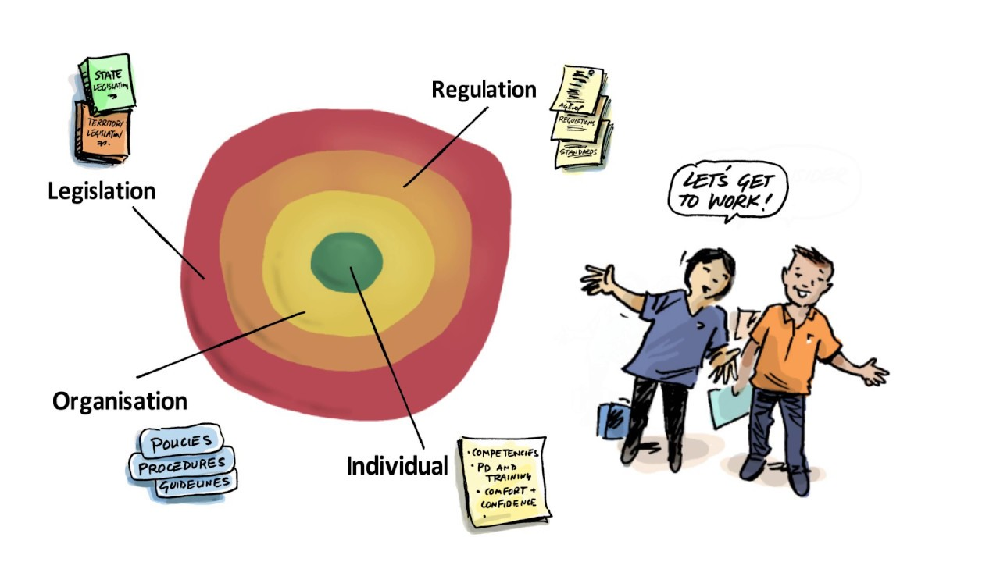 STATE
LEGISLATION
TERRITORY
LEGISLATION
Legislation
Regulation
AGENCY
REGULATIONS
STANDARDS
LET'S GET
TO WORK!
Organisation
POLICIES
PROCEDURES
GUIDELINES
Individual
• COMPETENCIES
• PD AND
TRAINING
• COMFORT +
CONFIDENCE